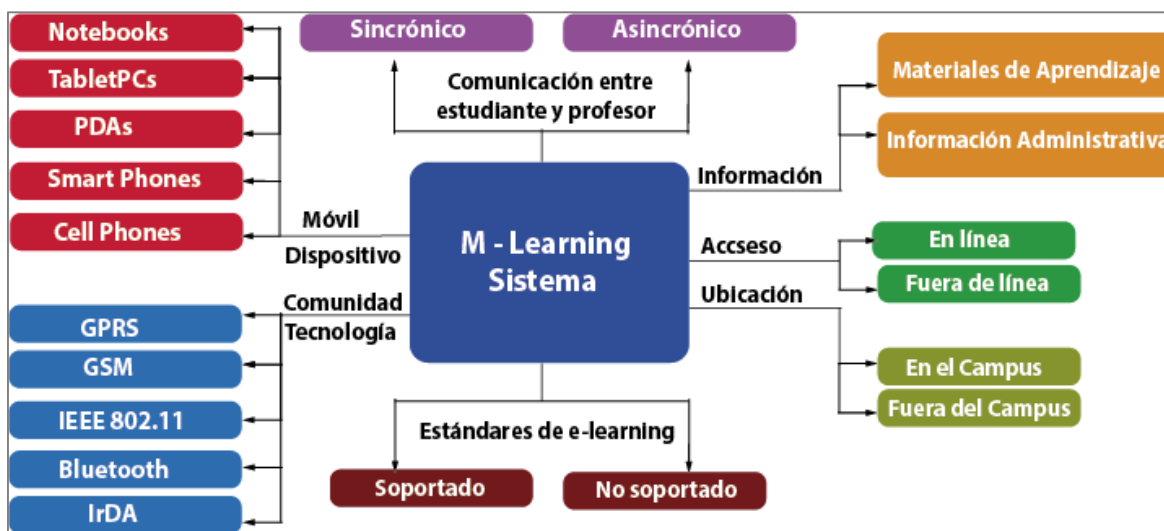 Notebooks
TabletPCs
PDAs
Smart Phones
Cell Phones
Sincrónico
Asincrónico
Comunicación entre
estudiante y profesor
Materiales de Aprendizaje
Información Administrativa
Información
Móvil
Dispositivo
M - Learning
Sistema
Accseso
En línea
Fuera de línea
Ubicación
En el Campus
Fuera del Campus
Comunidad
Tecnología
GPRS
GSM
IEEE 802.11
Bluetooth
IrDA
Estándares de e-learning
Soportado
No soportado